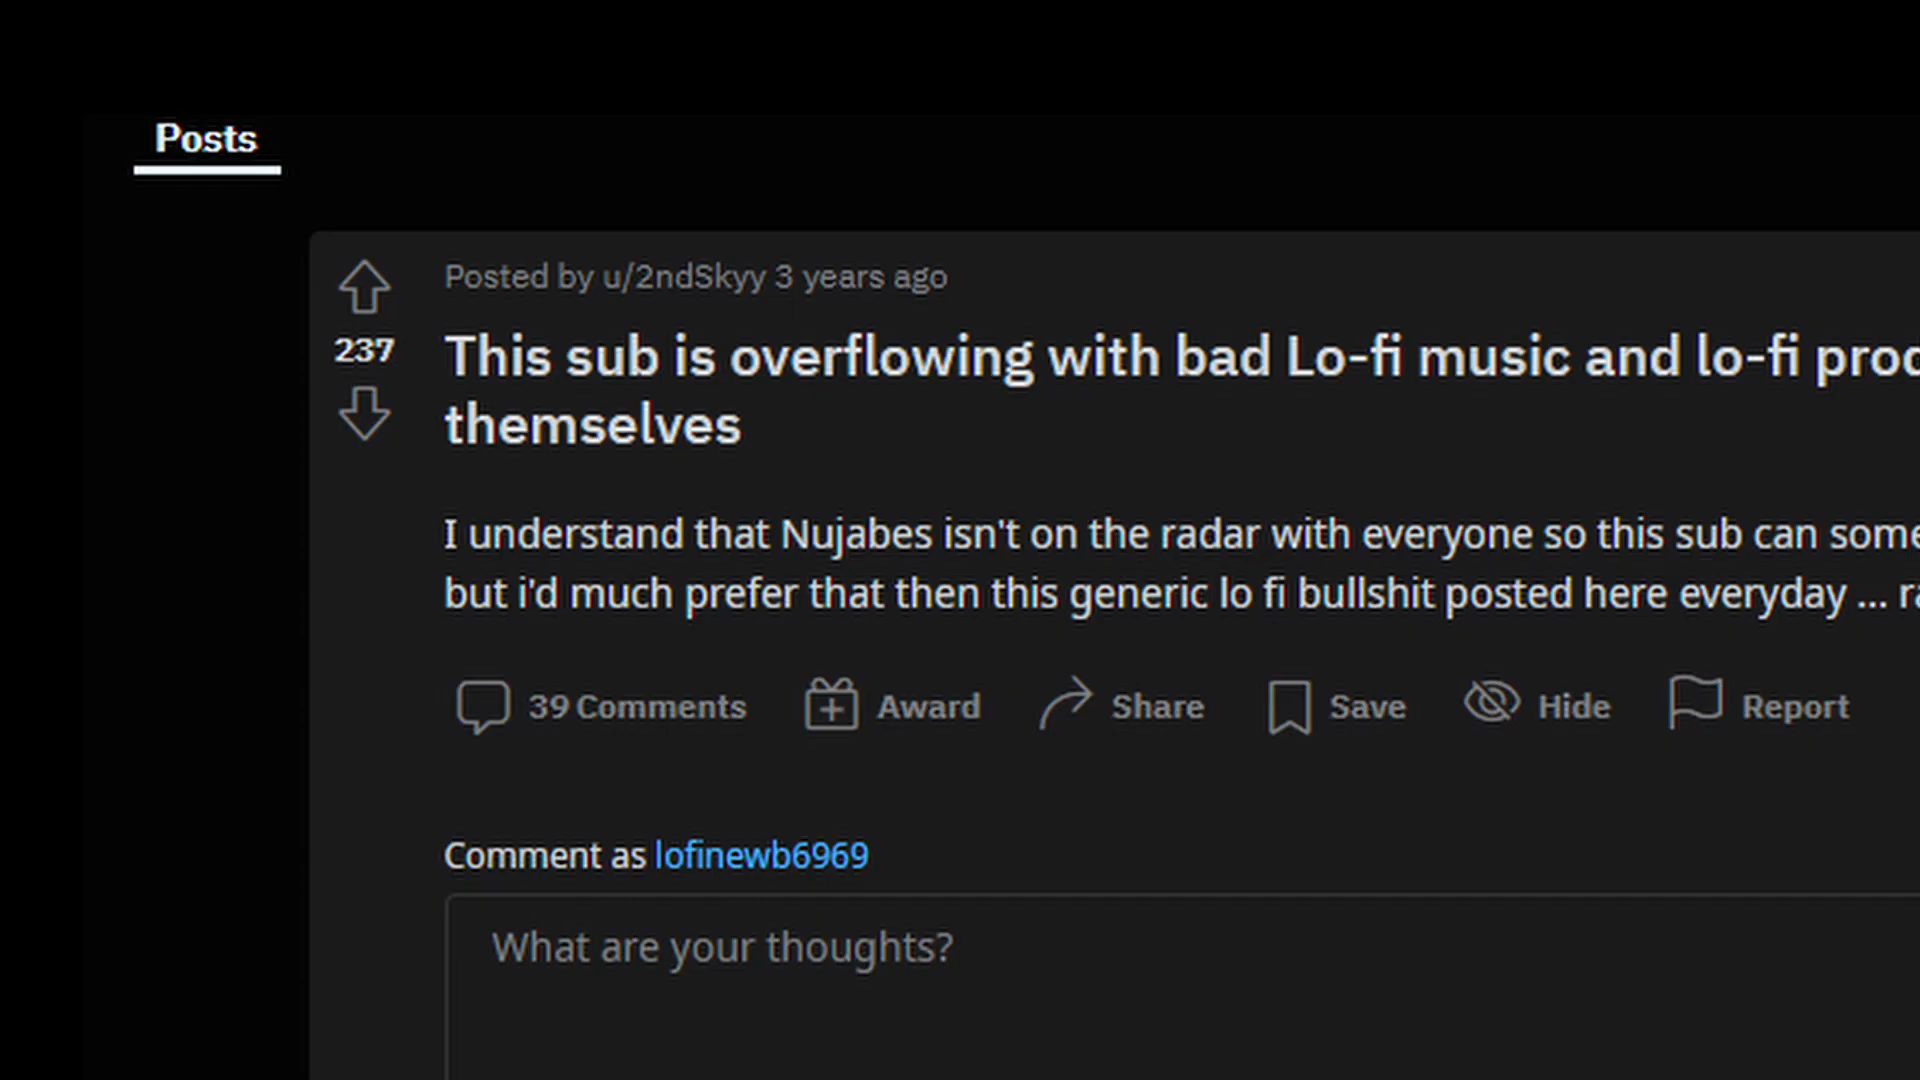 Posts
Posted by u/2ndSkyy 3 years ago
237
This sub is overflowing with bad Lo-fi music and lo-fi
themselves
I understand that Nujabes isn't on the radar with everyone so this sub can
but i'd much prefer that then this generic lo fi bullshit posted here everyday ...
39 Comments Award Share Save Hide Report
Comment as lofinewb6969
What are your thoughts?